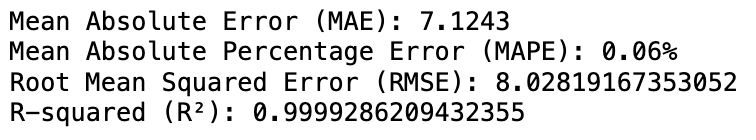 Mean Absolute Error (MAE): 7.1243
Mean Absolute Percentage Error (MAPE): 0.06%
Root Mean Squared Error (RMSE): 8.02819167353052
R-squared (R²): 0.9999286209432355